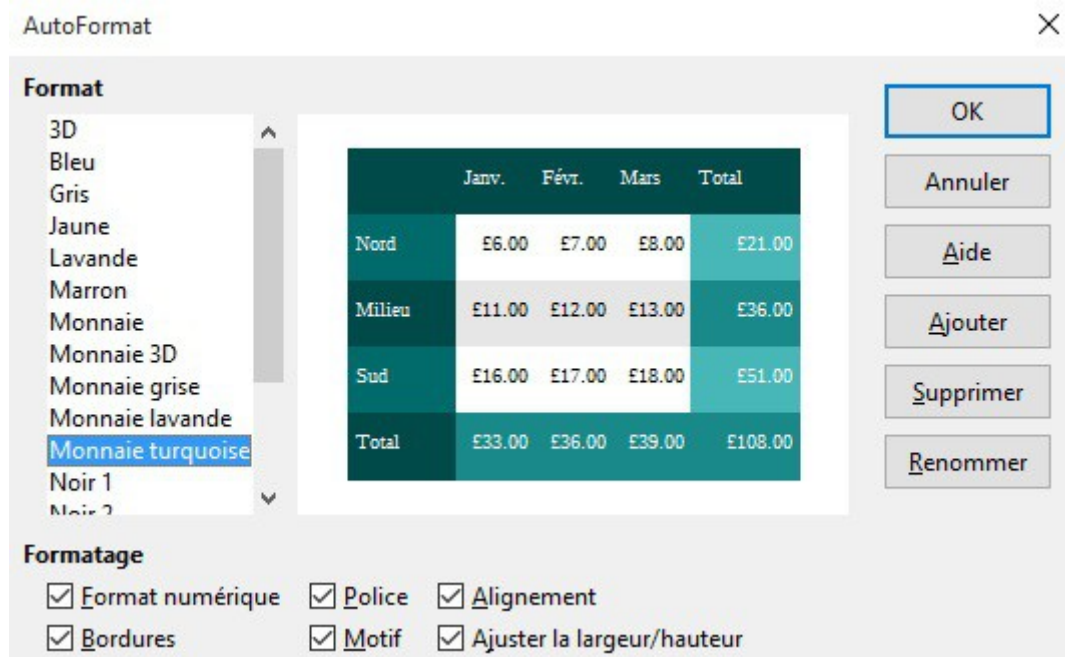 AutoFormat
Format
3D
Bleu
Gris
Jaune
Lavande
Marron
Monnaie
Monnaie 3D
Monnaie grise
Monnaie lavande
Monnaie turquoise
Noir 1
Noir 2
Janv. Févr. Mars Total
Nord £6.00 £7.00 £8.00 £21.00
Milieu £11.00 £12.00 £13.00 £36.00
Sud £16.00 £17.00 £18.00 £51.00
Total £33.00 £36.00 £39.00 £108.00
OK
Annuler
Aide
Ajouter
Supprimer
Renommer
Formatage
Format numérique Police Alignement
Bordures Motif Ajuster la largeur/hauteur